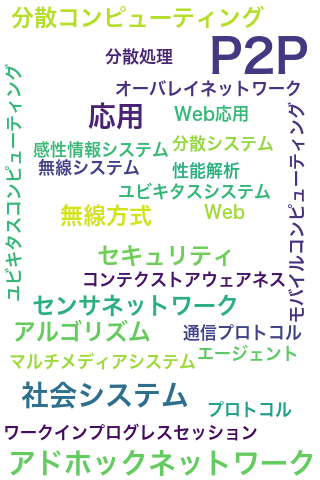 分散コンピューティング
P2P
分散処理
オーバレイネットワーク
応用
Web応用
分散システム
感性情報システム
無線システム
性能解析
ユビキタスシステム
無線方式
Web
ユビキタスコンピューティング
モバイルコンピューティング
セキュリティ
コンテクストアウェアネス
センサネットワーク
アルゴリズム
通信プロトコル
エージェント
マルチメディアシステム
社会システム
プロトコル
ワークインプログレスセッション
アドホックネットワーク